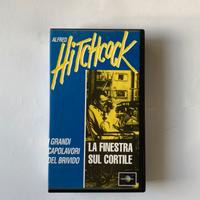 ALFRED
HITCHCOCK
I GRANDI
CAPOLAVORI
DEL BRIVIDO
LA FINESTRA
SUL CORTILE